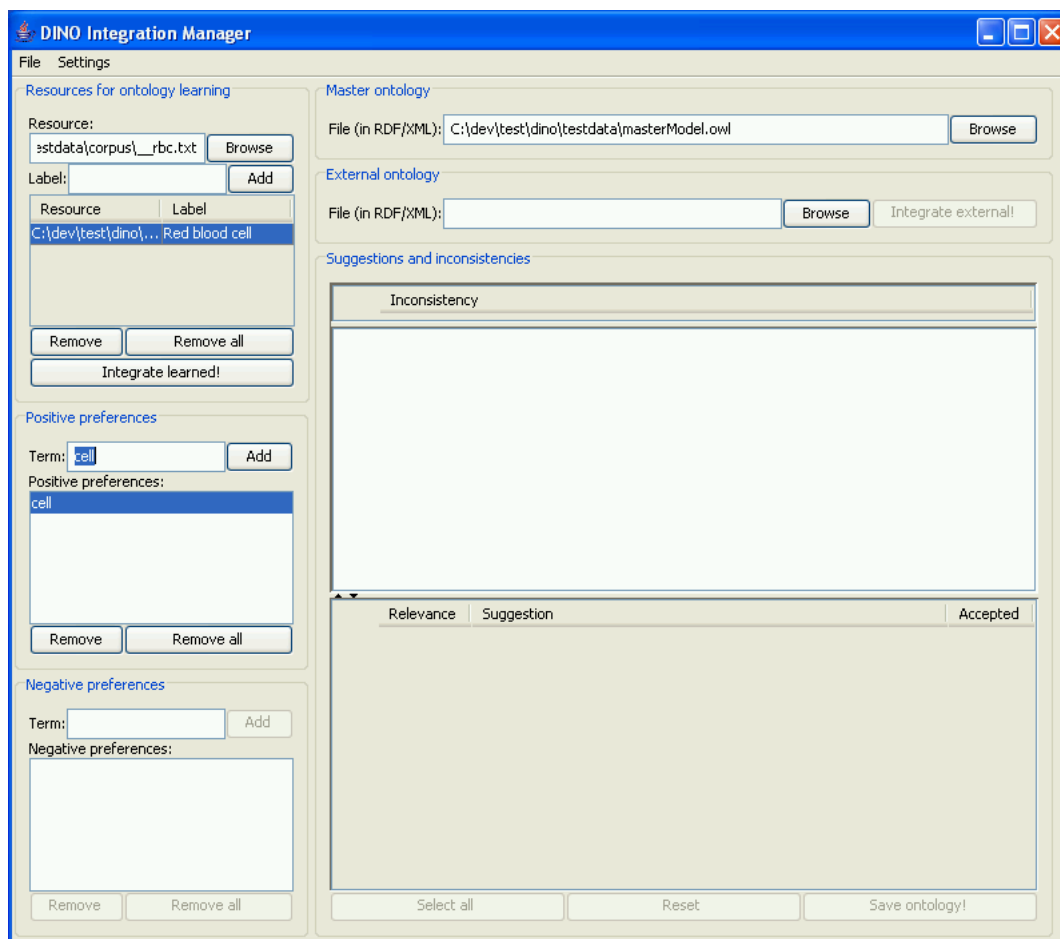 DINO Integration Manager
File Settings
Resources for ontology learning
Resource:
estdata\corpus\__rbc.txt Browse
Label: Add
Resource Label
C:\dev\test\dino\... Red blood cell
Remove Remove all
Integrate learned!
Positive preferences
Term: cell Add
Positive preferences:
cell
Remove Remove all
Negative preferences
Term: Add
Negative preferences:
Remove Remove all
Master ontology
File (in RDF/XML): C:\dev\test\dino\testdata\masterModel.owl Browse
External ontology
File (in RDF/XML): Browse Integrate external!
Suggestions and inconsistencies
Inconsistency
Relevance Suggestion Accepted
Select all Reset Save ontology!